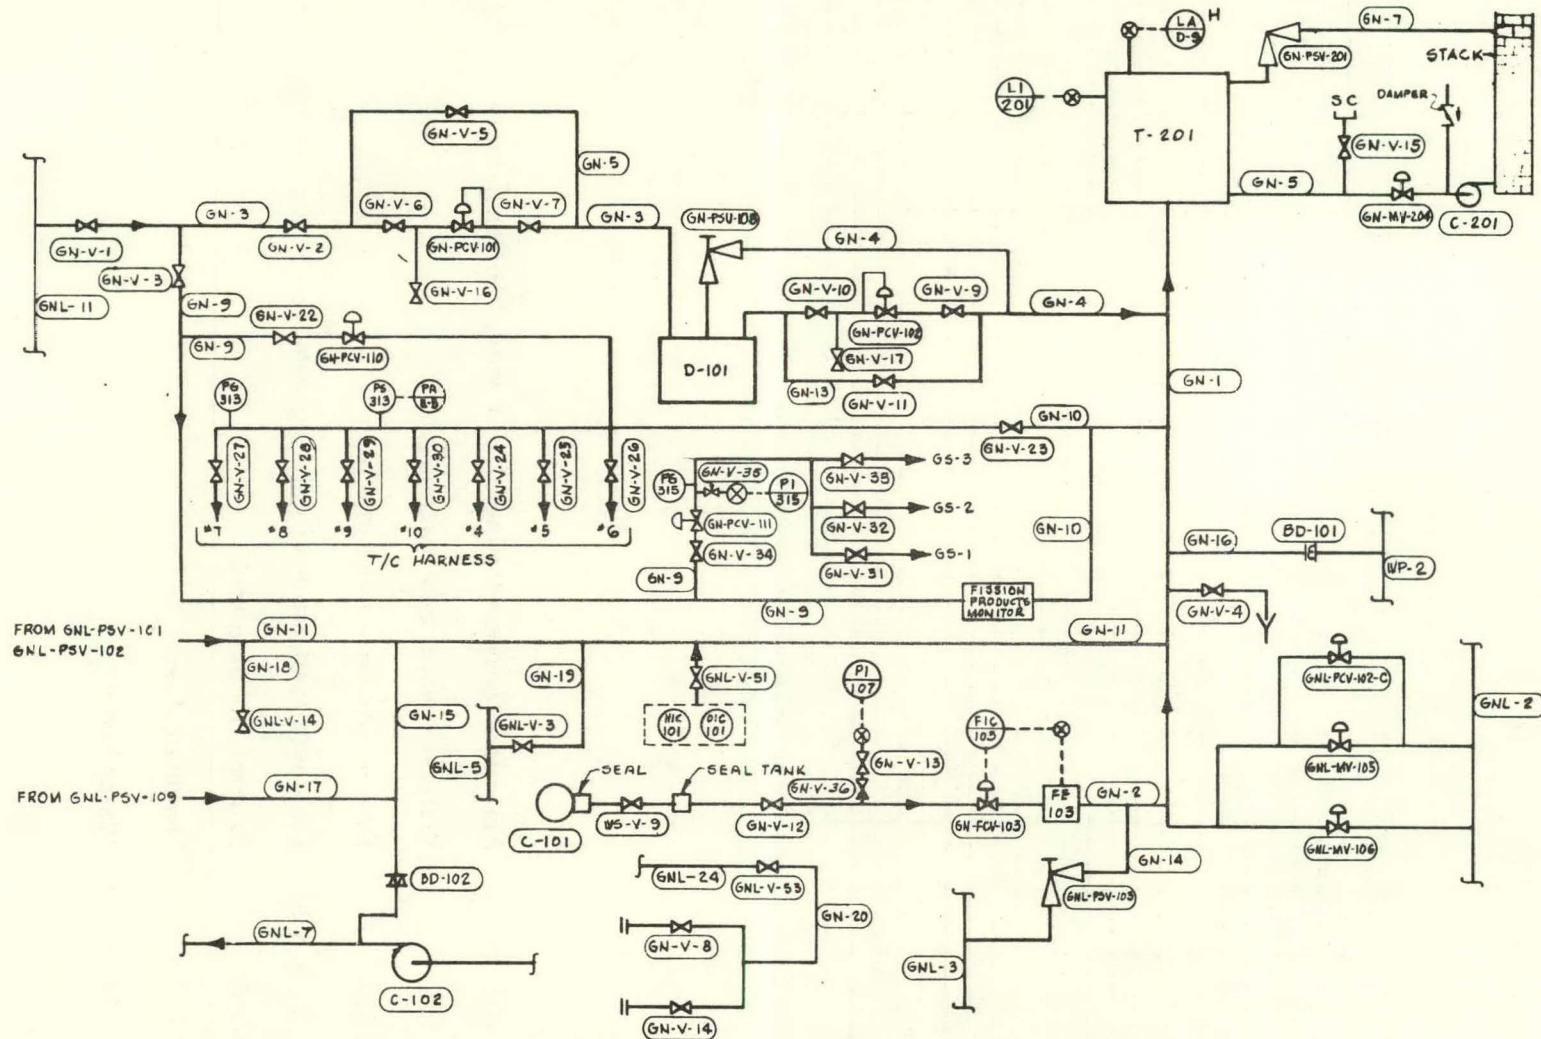 LA
D-9
H
GN-7
STACK
GN-PSV-201
LI
201
T-201
SC
DAMPER
GN-V-15
GN-5
GN-MV-204
C-201
GN-V-5
GN-5
GN-3
GN-V-6
GN-V-7
GN-3
GN-V-1
GN-V-2
GN-PCV-101
GN-V-3
GN-V-16
GNL-11
GN-9
GN-4
GN-V-10
GN-V-9
GN-4
GN-PCV-102
GN-V-17
GN-13
GN-V-11
D-101
GN-V-22
GN-9
GN-PCV-110
GN-1
PG
313
PS
313
PA
GN-10
GN-V-23
GN-V-27
GN-V-28
GN-V-29
GN-V-30
GN-V-24
GN-V-25
GN-V-26
#7
#8
#9
#10
#4
#5
#6
T/C HARNESS
PG
315
GN-V-35
PI
315
GN-V-35
GS-3
GN-PCV-111
GN-V-32
GS-2
GN-V-34
GN-V-31
GS-1
GN-9
GN-10
GN-9
FISSION
PRODUCTS
MONITOR
GN-16
BD-101
WP-2
GN-V-4
FROM GNL-PSV-101
GNL-PSV-102
GN-11
GN-11
GN-18
GNL-V-14
GN-15
GN-19
GNL-V-3
GNL-5
GNL-V-51
HIC
101
OIC
101
PI
107
FIC
103
GN-V-13
GN-V-36
GNL-PCV-102-C
GNL-2
GNL-MV-105
GNL-MV-106
FROM GNL-PSV-109
GN-17
SEAL
SEAL TANK
C-101
WS-V-9
GN-V-12
GN-FCV-103
FE
103
GN-2
GN-14
GNL-PSV-103
GNL-3
BD-102
GNL-7
C-102
GNL-24
GNL-V-53
GN-20
GN-V-8
GN-V-14